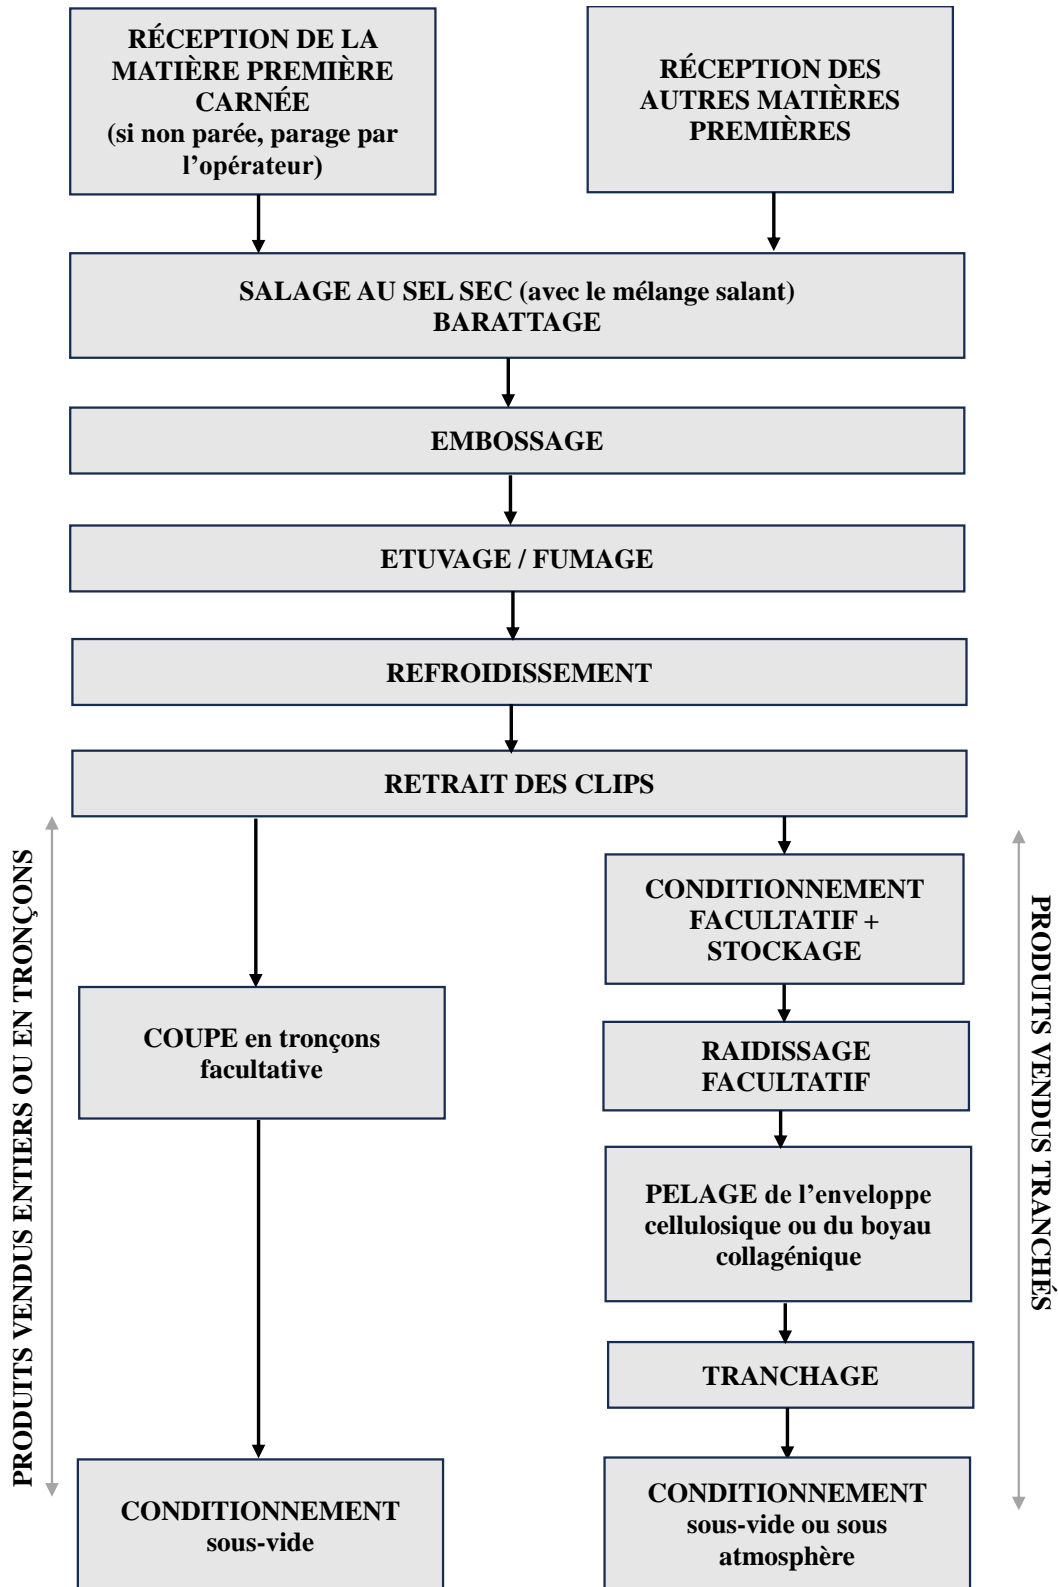 RÉCEPTION DE LA
MATIÈRE PREMIÈRE
CARNÉE
(si non parée, parage par
l’opérateur)
RÉCEPTION DES
AUTRES MATIÈRES
PREMIÈRES
SALAGE AU SEL SEC (avec le mélange salant)
BARATTAGE
EMBOSSAGE
ETUVAGE / FUMAGE
REFROIDISSEMENT
RETRAIT DES CLIPS
PRODUITS VENDUS ENTIERS OU EN TRONÇONS
COUPE en tronçons
facultative
CONDITIONNEMENT
sous-vide
CONDITIONNEMENT
FACULTATIF +
STOCKAGE
RAIDISSAGE
FACULTATIF
PELAGE de l’enveloppe
cellulosique ou du boyau
collagénique
TRANCHAGE
CONDITIONNEMENT
sous-vide ou sous
atmosphère
PRODUITS VENDUS TRANCHÉS